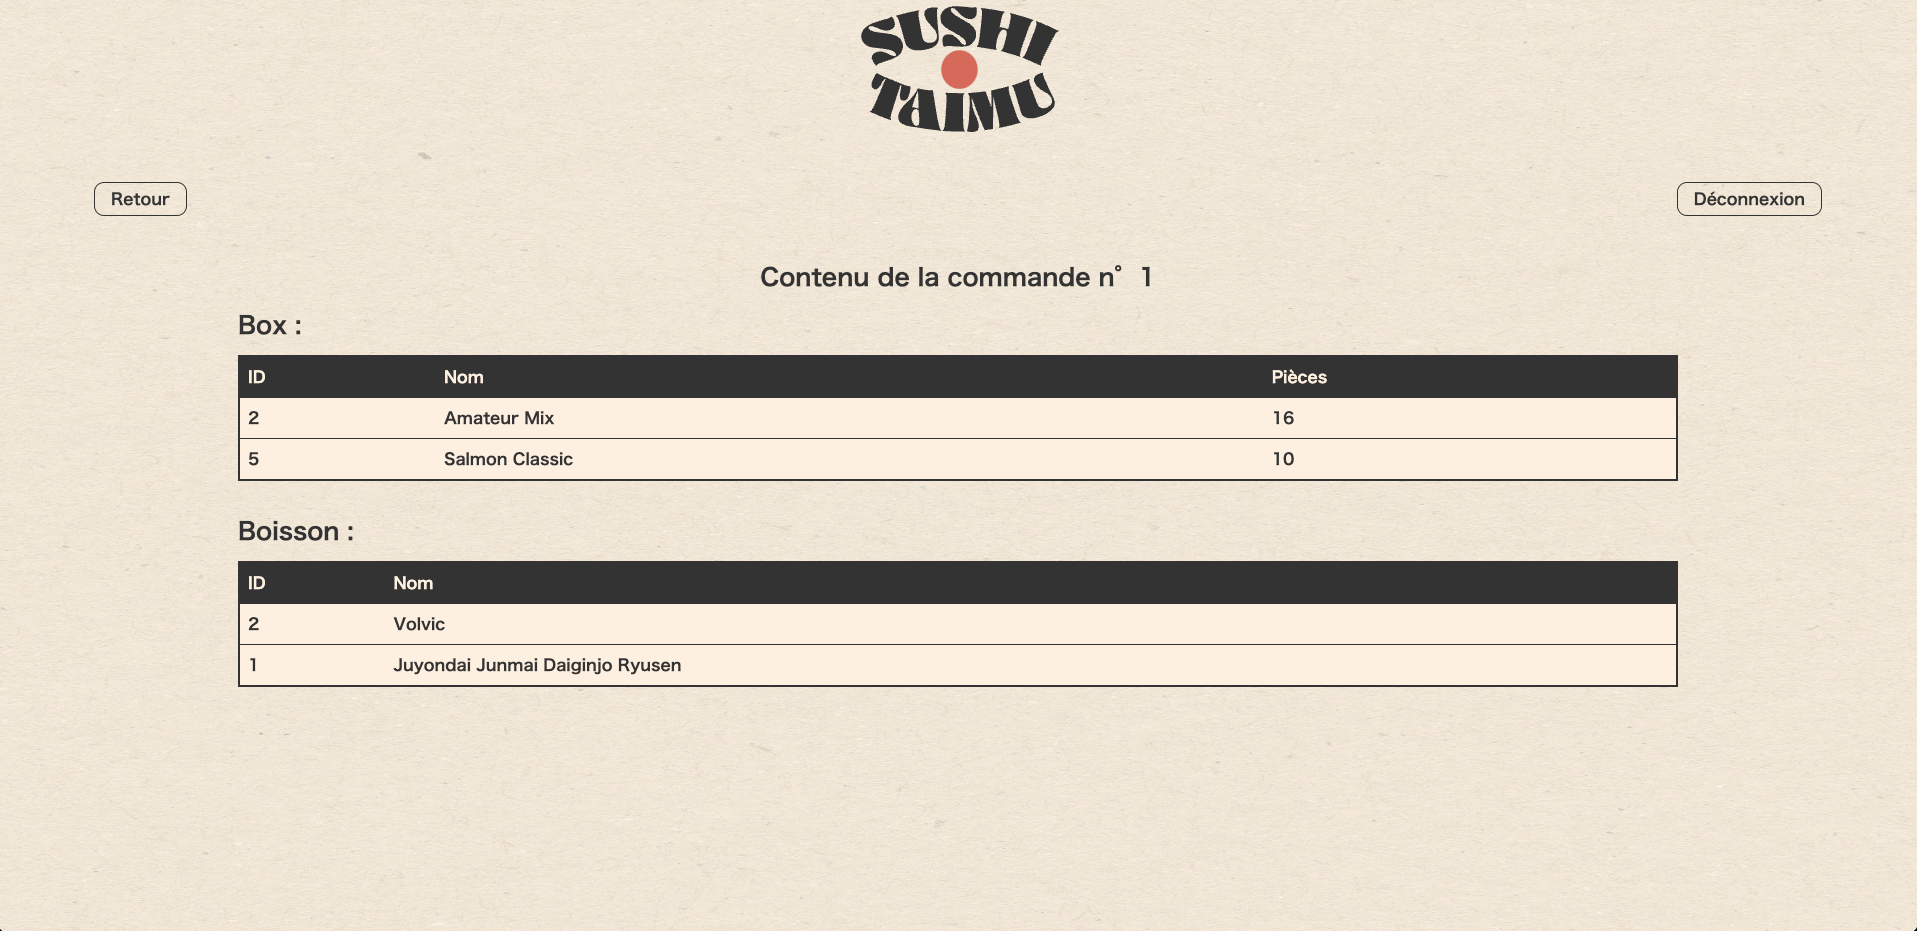 SUSHI
TAIMU
Retour
Déconnexion
Contenu de la commande n° 1
Box :
ID Nom Pièces
2 Amateur Mix 16
5 Salmon Classic 10
Boisson :
ID Nom
2 Volvic
1 Juyondai Junmai Daiginjo Ryusen